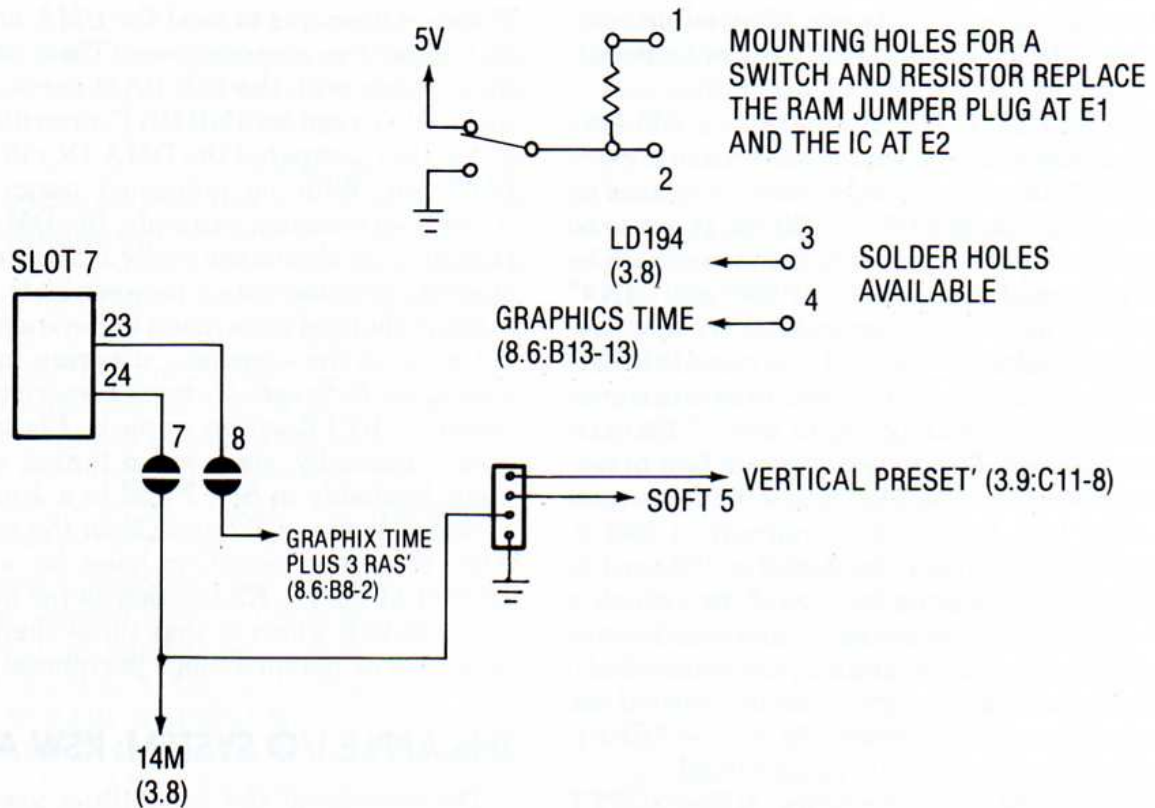 5V
1
MOUNTING HOLES FOR A
SWITCH AND RESISTOR REPLACE
THE RAM JUMPER PLUG AT E1
AND THE IC AT E2
2
LD194
(3.8)
3
SOLDER HOLES
AVAILABLE
GRAPHICS TIME
4
(8.6:B13-13)
SLOT 7
23
24
7
8
VERTICAL PRESET' (3.9:C11-8)
SOFT 5
GRAPHIX TIME
PLUS 3 RAS'
(8.6:B8-2)
14M
(3.8)